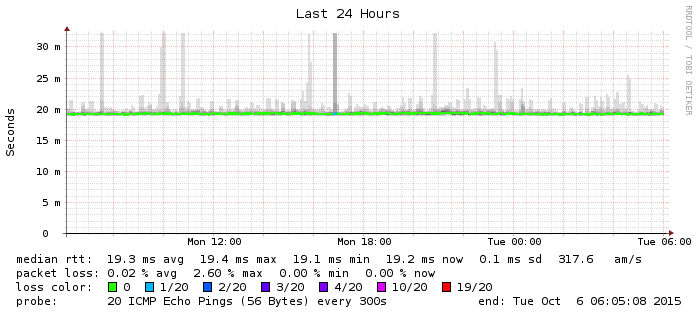 Last 24 Hours
RRDTOOL / TOBI OETIKER
Seconds
30 m
25 m
20 m
15 m
10 m
5 m
0
Mon 12:00 Mon 18:00 Tue 00:00 Tue 06:00
median rtt: 19.3 ms avg 19.4 ms max 19.1 ms min 19.2 ms now 0.1 ms sd 317.6 am/s
packet loss: 0.02 % avg 2.60 % max 0.00 % min 0.00 % now
loss color: 0 1/20 2/20 3/20 4/20 10/20 19/20
probe: 20 ICMP Echo Pings (56 Bytes) every 300s end: Tue Oct 6 06:05:08 2015